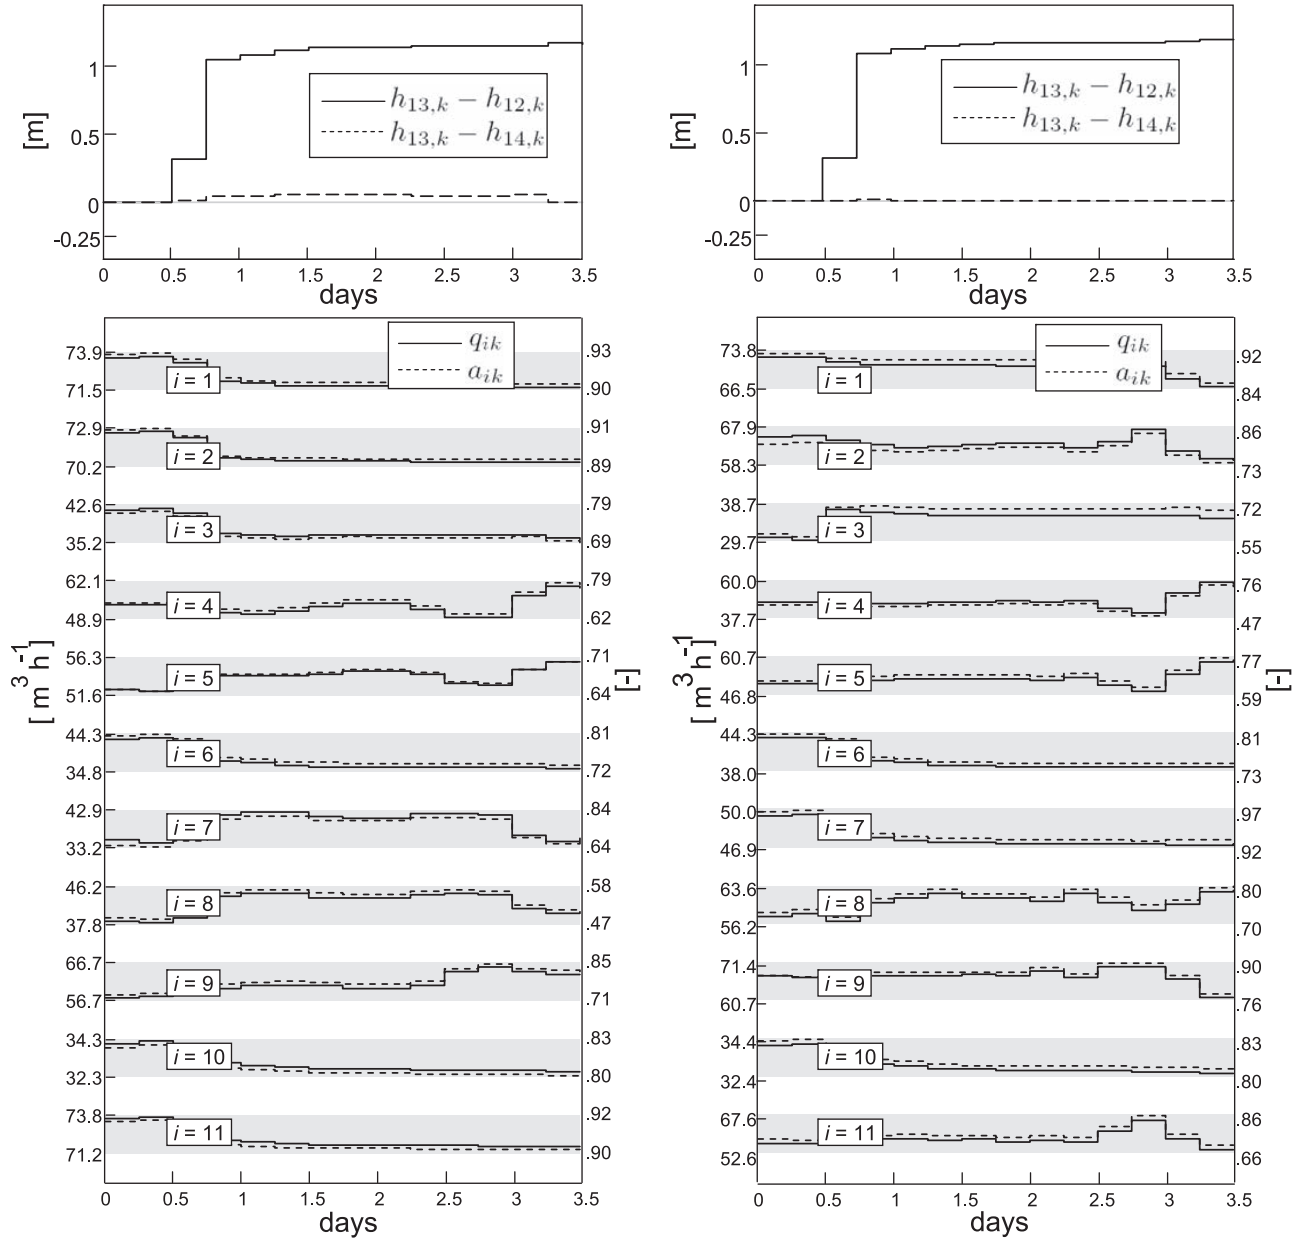 1
0.5
0
-0.25
[m]
h13,k − h12,k
h13,k − h14,k
0 0.5 1 1.5 2 2.5 3 3.5
days
1
0.5
0
-0.25
[m]
h13,k − h12,k
h13,k − h14,k
0 0.5 1 1.5 2 2.5 3 3.5
days
qik
aik
73.9 i = 1 .93
71.5 .90
72.9 i = 2 .91
70.2 .89
42.6 i = 3 .79
35.2 .69
62.1 i = 4 .79
48.9 .62
56.3 i = 5 .71
51.6 .64
44.3 i = 6 .81
34.8 .72
42.9 i = 7 .84
33.2 .64
46.2 i = 8 .58
37.8 .47
66.7 i = 9 .85
56.7 .71
34.3 i = 10 .83
32.3 .80
73.8 i = 11 .92
71.2 .90
[ m3h-1]
[-]
0 0.5 1 1.5 2 2.5 3 3.5
days
qik
aik
73.8 i = 1 .92
66.5 .84
67.9 i = 2 .86
58.3 .73
38.7 i = 3 .72
29.7 .55
60.0 i = 4 .76
37.7 .47
60.7 i = 5 .77
46.8 .59
44.3 i = 6 .81
38.0 .73
50.0 i = 7 .97
46.9 .92
63.6 i = 8 .80
56.2 .70
71.4 i = 9 .90
60.7 .76
34.4 i = 10 .83
32.4 .80
67.6 i = 11 .86
52.6 .66
[ m3h-1]
[-]
0 0.5 1 1.5 2 2.5 3 3.5
days